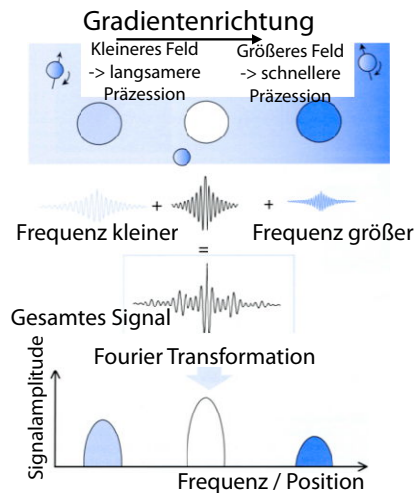 Gradientenrichtung
Kleineres Feld
-> langsamere
Präzession
Größeres Feld
-> schnellere
Präzession
+
+
Frequenz kleiner
Frequenz größer
=
Gesamtes Signal
Fourier Transformation
Signalamplitude
Frequenz / Position